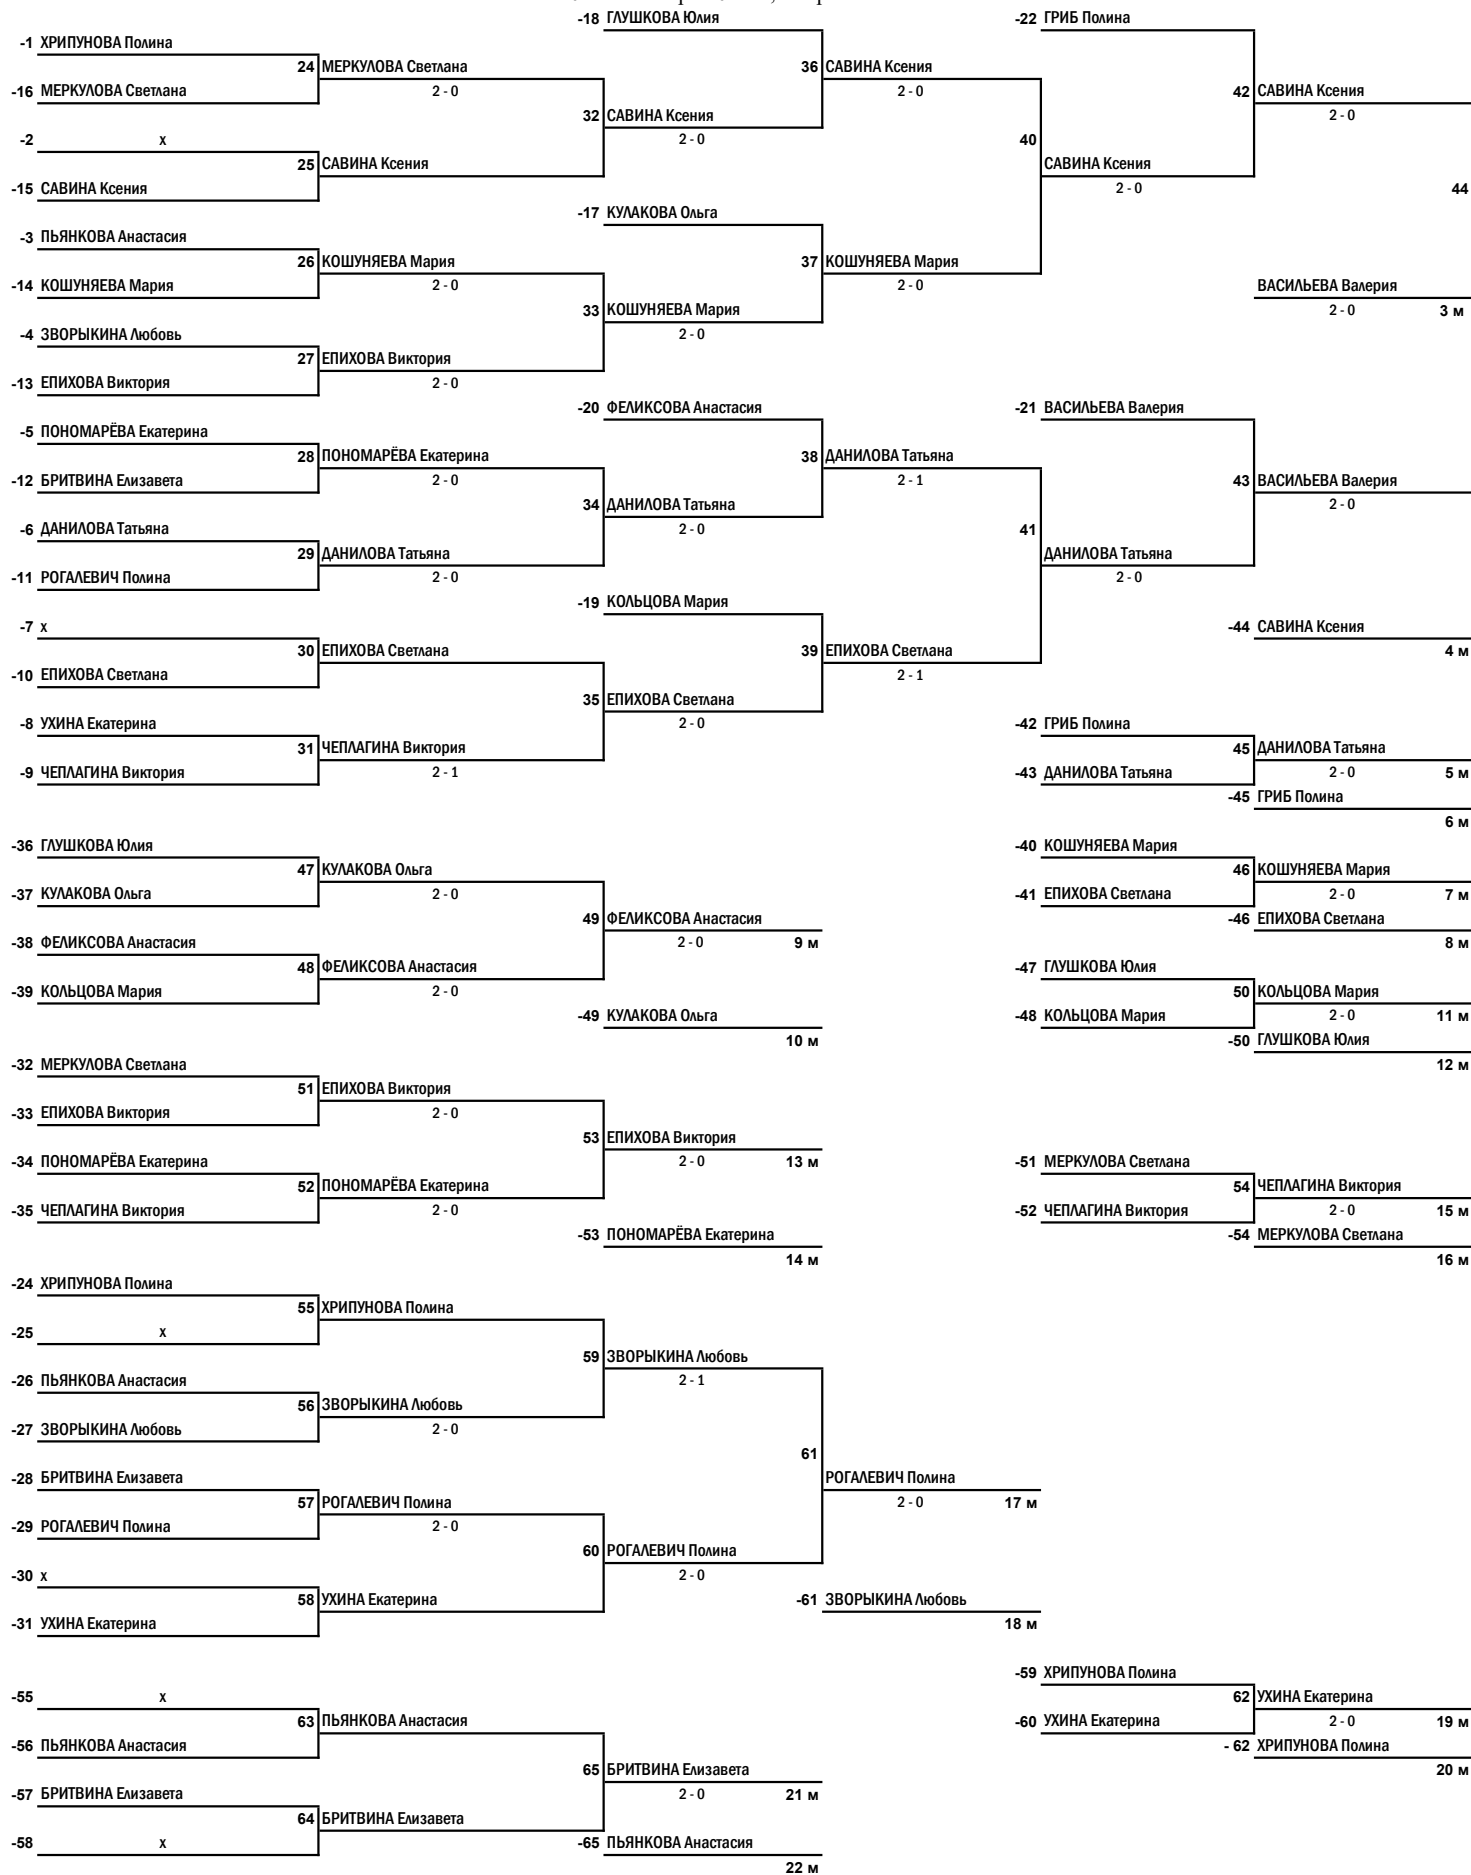 -18 ГЛУШКОВА Юлия
-22 ГРИБ Полина
-1 ХРИПУНОВА Полина
24 МЕРКУЛОВА Светлана
36 САВИНА Ксения
-16 МЕРКУЛОВА Светлана
2 - 0
2 - 0
42 САВИНА Ксения
32 САВИНА Ксения
2 - 0
-2 x
2 - 0
40
25 САВИНА Ксения
САВИНА Ксения
-15 САВИНА Ксения
2 - 0
44
-17 КУЛАКОВА Ольга
-3 ПЬЯНКОВА Анастасия
26 КОШУНЯЕВА Мария
37 КОШУНЯЕВА Мария
-14 КОШУНЯЕВА Мария
2 - 0
2 - 0
ВАСИЛЬЕВА Валерия
33 КОШУНЯЕВА Мария
2 - 0 3 м
-4 ЗВОРЫКИНА Любовь
2 - 0
27 ЕПИХОВА Виктория
-13 ЕПИХОВА Виктория
2 - 0
-20 ФЕЛИКСОВА Анастасия
-21 ВАСИЛЬЕВА Валерия
-5 ПОНОМАРЁВА Екатерина
28 ПОНОМАРЁВА Екатерина
38 ДАНИЛОВА Татьяна
-12 БРИТВИНА Елизавета
2 - 0
2 - 1
43 ВАСИЛЬЕВА Валерия
34 ДАНИЛОВА Татьяна
2 - 0
-6 ДАНИЛОВА Татьяна
2 - 0
41
29 ДАНИЛОВА Татьяна
ДАНИЛОВА Татьяна
-11 РОГАЛЕВИЧ Полина
2 - 0
2 - 0
-19 КОЛЬЦОВА Мария
-7 x
-44 САВИНА Ксения
30 ЕПИХОВА Светлана
39 ЕПИХОВА Светлана
4 м
-10 ЕПИХОВА Светлана
2 - 1
35 ЕПИХОВА Светлана
-8 УХИНА Екатерина
2 - 0
-42 ГРИБ Полина
31 ЧЕПЛАГИНА Виктория
45 ДАНИЛОВА Татьяна
-9 ЧЕПЛАГИНА Виктория
2 - 1
-43 ДАНИЛОВА Татьяна
2 - 0 5 м
-45 ГРИБ Полина
6 м
-36 ГЛУШКОВА Юлия
-40 КОШУНЯЕВА Мария
47 КУЛАКОВА Ольга
46 КОШУНЯЕВА Мария
-37 КУЛАКОВА Ольга
2 - 0
-41 ЕПИХОВА Светлана
2 - 0 7 м
49 ФЕЛИКСОВА Анастасия
-46 ЕПИХОВА Светлана
-38 ФЕЛИКСОВА Анастасия
2 - 0 9 м
8 м
48 ФЕЛИКСОВА Анастасия
-47 ГЛУШКОВА Юлия
-39 КОЛЬЦОВА Мария
2 - 0
50 КОЛЬЦОВА Мария
-49 КУЛАКОВА Ольга
-48 КОЛЬЦОВА Мария
2 - 0 11 м
10 м
-50 ГЛУШКОВА Юлия
-32 МЕРКУЛОВА Светлана
12 м
51 ЕПИХОВА Виктория
-33 ЕПИХОВА Виктория
2 - 0
53 ЕПИХОВА Виктория
-34 ПОНОМАРЁВА Екатерина
2 - 0 13 м
-51 МЕРКУЛОВА Светлана
52 ПОНОМАРЁВА Екатерина
54 ЧЕПЛАГИНА Виктория
-35 ЧЕПЛАГИНА Виктория
2 - 0
-52 ЧЕПЛАГИНА Виктория
2 - 0 15 м
-53 ПОНОМАРЁВА Екатерина
-54 МЕРКУЛОВА Светлана
14 м
16 м
-24 ХРИПУНОВА Полина
55 ХРИПУНОВА Полина
-25 x
59 ЗВОРЫКИНА Любовь
-26 ПЬЯНКОВА Анастасия
2 - 1
56 ЗВОРЫКИНА Любовь
-27 ЗВОРЫКИНА Любовь
2 - 0
61
-28 БРИТВИНА Елизавета
РОГАЛЕВИЧ Полина
57 РОГАЛЕВИЧ Полина
2 - 0 17 м
-29 РОГАЛЕВИЧ Полина
2 - 0
60 РОГАЛЕВИЧ Полина
-30 x
2 - 0
58 УХИНА Екатерина
-61 ЗВОРЫКИНА Любовь
-31 УХИНА Екатерина
18 м
-59 ХРИПУНОВА Полина
-55 x
62 УХИНА Екатерина
63 ПЬЯНКОВА Анастасия
-60 УХИНА Екатерина
2 - 0 19 м
-56 ПЬЯНКОВА Анастасия
- 62 ХРИПУНОВА Полина
65 БРИТВИНА Елизавета
20 м
-57 БРИТВИНА Елизавета
2 - 0 21 м
64 БРИТВИНА Елизавета
-58 x
-65 ПЬЯНКОВА Анастасия
22 м